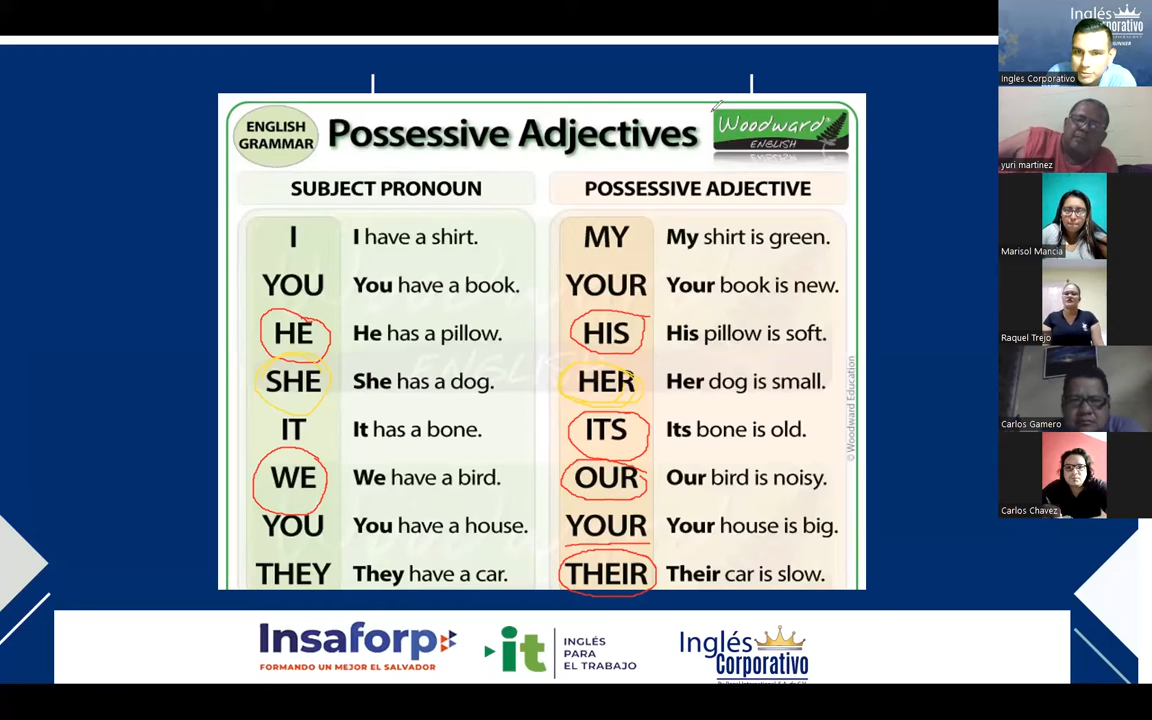 ENGLISH
GRAMMAR
Possessive Adjectives
Woodward
ENGLISH
SUBJECT PRONOUN
POSSESSIVE ADJECTIVE
I I have a shirt. MY My shirt is green.
YOU You have a book. YOUR Your book is new.
HE He has a pillow. HIS His pillow is soft.
SHE She has a dog. HER Her dog is small.
IT It has a bone. ITS Its bone is old.
WE We have a bird. OUR Our bird is noisy.
YOU You have a house. YOUR Your house is big.
THEY They have a car. THEIR Their car is slow.
© Woodward Education
Insaforp
FORMANDO UN MEJOR EL SALVADOR
it
INGLÉS
PARA
EL TRABAJO
Inglés
Corporativo
Inglés
Corporativo
Ingles Corporativo
yuri martinez
Marisol Mancia
Raquel Trejo
Carlos Gamero
Carlos Chavez